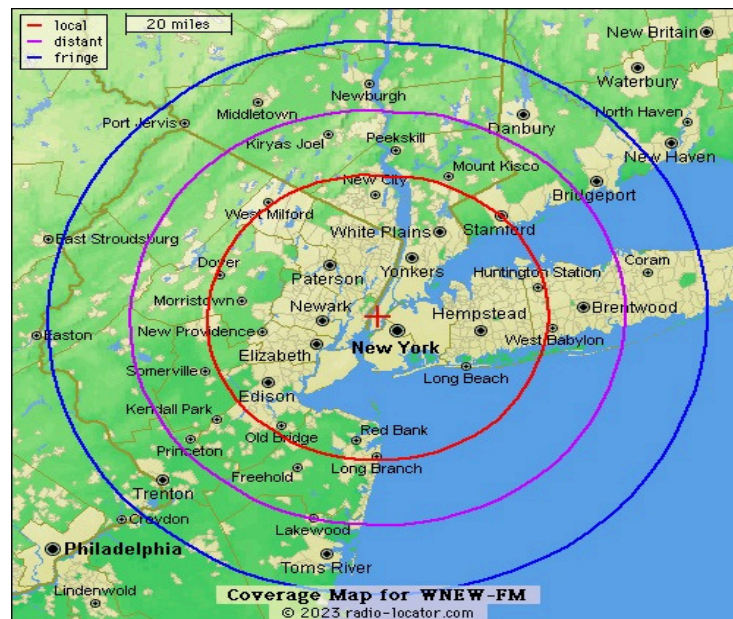 local
distant
fringe
20 miles
New Britain
Waterbury
Newburgh
Middletown
North Haven
Port Jervis
Danbury
Kiryas Joel
Peekskill
New Haven
Mount Kisco
Bridgeport
New City
West Milford
Stamford
White Plains
East Stroudsburg
Yonkers
Coram
Dover
Paterson
Huntington Station
Morristown
Newark
Hempstead
Brentwood
Easton
New Providence
West Babylon
Elizabeth
New York
Somerville
Long Beach
Edison
Kendall Park
Old Bridge
Red Bank
Princeton
Long Branch
Freehold
Trenton
Croydon
Lakewood
Philadelphia
Toms River
Lindenwold
Coverage Map for WNEW-FM
© 2023 radio-locator.com